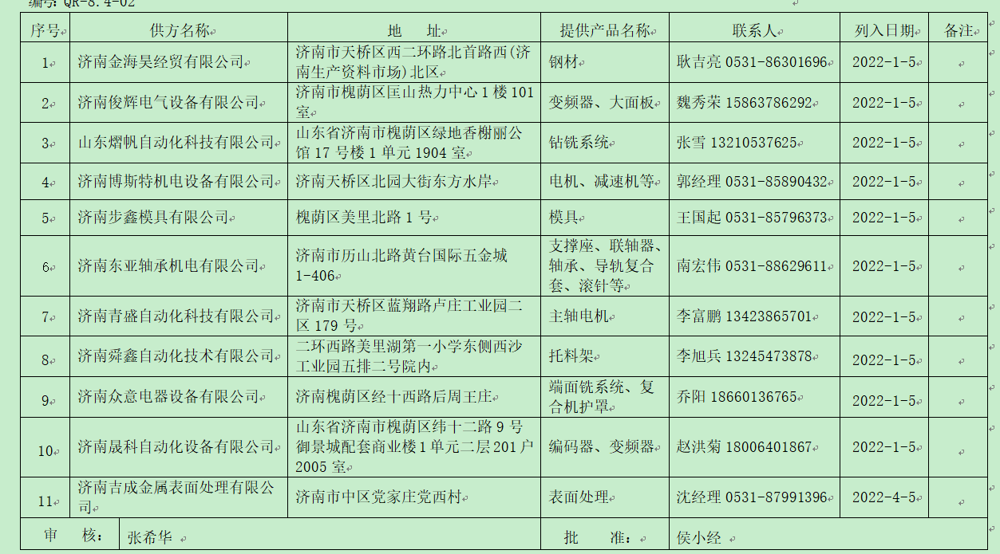 编号 QR-8.4-02
序号 供方名称 地 址 提供产品名称 联系人 列入日期 备注
1 济南金海昊经贸有限公司 济南市天桥区西二环路北首路西(济南生产资料市场)北区 钢材 耿吉亮 0531-86301696 2022-1-5
2 济南俊辉电气设备有限公司 济南市槐荫区匡山热力中心1楼101室 变频器、大面板 魏秀荣 15863786292 2022-1-5
3 山东熠帆自动化科技有限公司 山东省济南市槐荫区绿地香榭丽公馆17号楼1单元1904室 钻铣系统 张雪 13210537625 2022-1-5
4 济南博斯特机电设备有限公司 济南天桥区北园大街东方水岸 电机、减速机等 郭经理 0531-85890432 2022-1-5
5 济南步鑫模具有限公司 槐荫区美里北路1号 模具 王国起 0531-85796373 2022-1-5
6 济南东亚轴承机电有限公司 济南市历山北路黄台国际五金城1-406 支撑座、联轴器、轴承、导轨复合套、滚针等 南宏伟 0531-88629611 2022-1-5
7 济南青盛自动化科技有限公司 济南市天桥区蓝翔路卢庄工业园二区179号 主轴电机 李富鹏 13423865701 2022-1-5
8 济南舜鑫自动化技术有限公司 二环西路美里湖第一小学东侧西沙工业园五排二号院内 托料架 李旭兵 13245473878 2022-1-5
9 济南众意电器设备有限公司 济南槐荫区经十西路后周王庄 端面铣系统、复合机护罩 乔阳 18660136765 2022-1-5
10 济南晟科自动化设备有限公司 山东省济南市槐荫区纬十二路9号御景城配套商业楼1单元二层201户2005室 编码器、变频器 赵洪菊 18006401867 2022-1-5
11 济南吉成金属表面处理有限公司 济南市中区党家庄党西村 表面处理 沈经理 0531-87991396 2022-4-5
审 核： 张希华 批 准： 侯小经